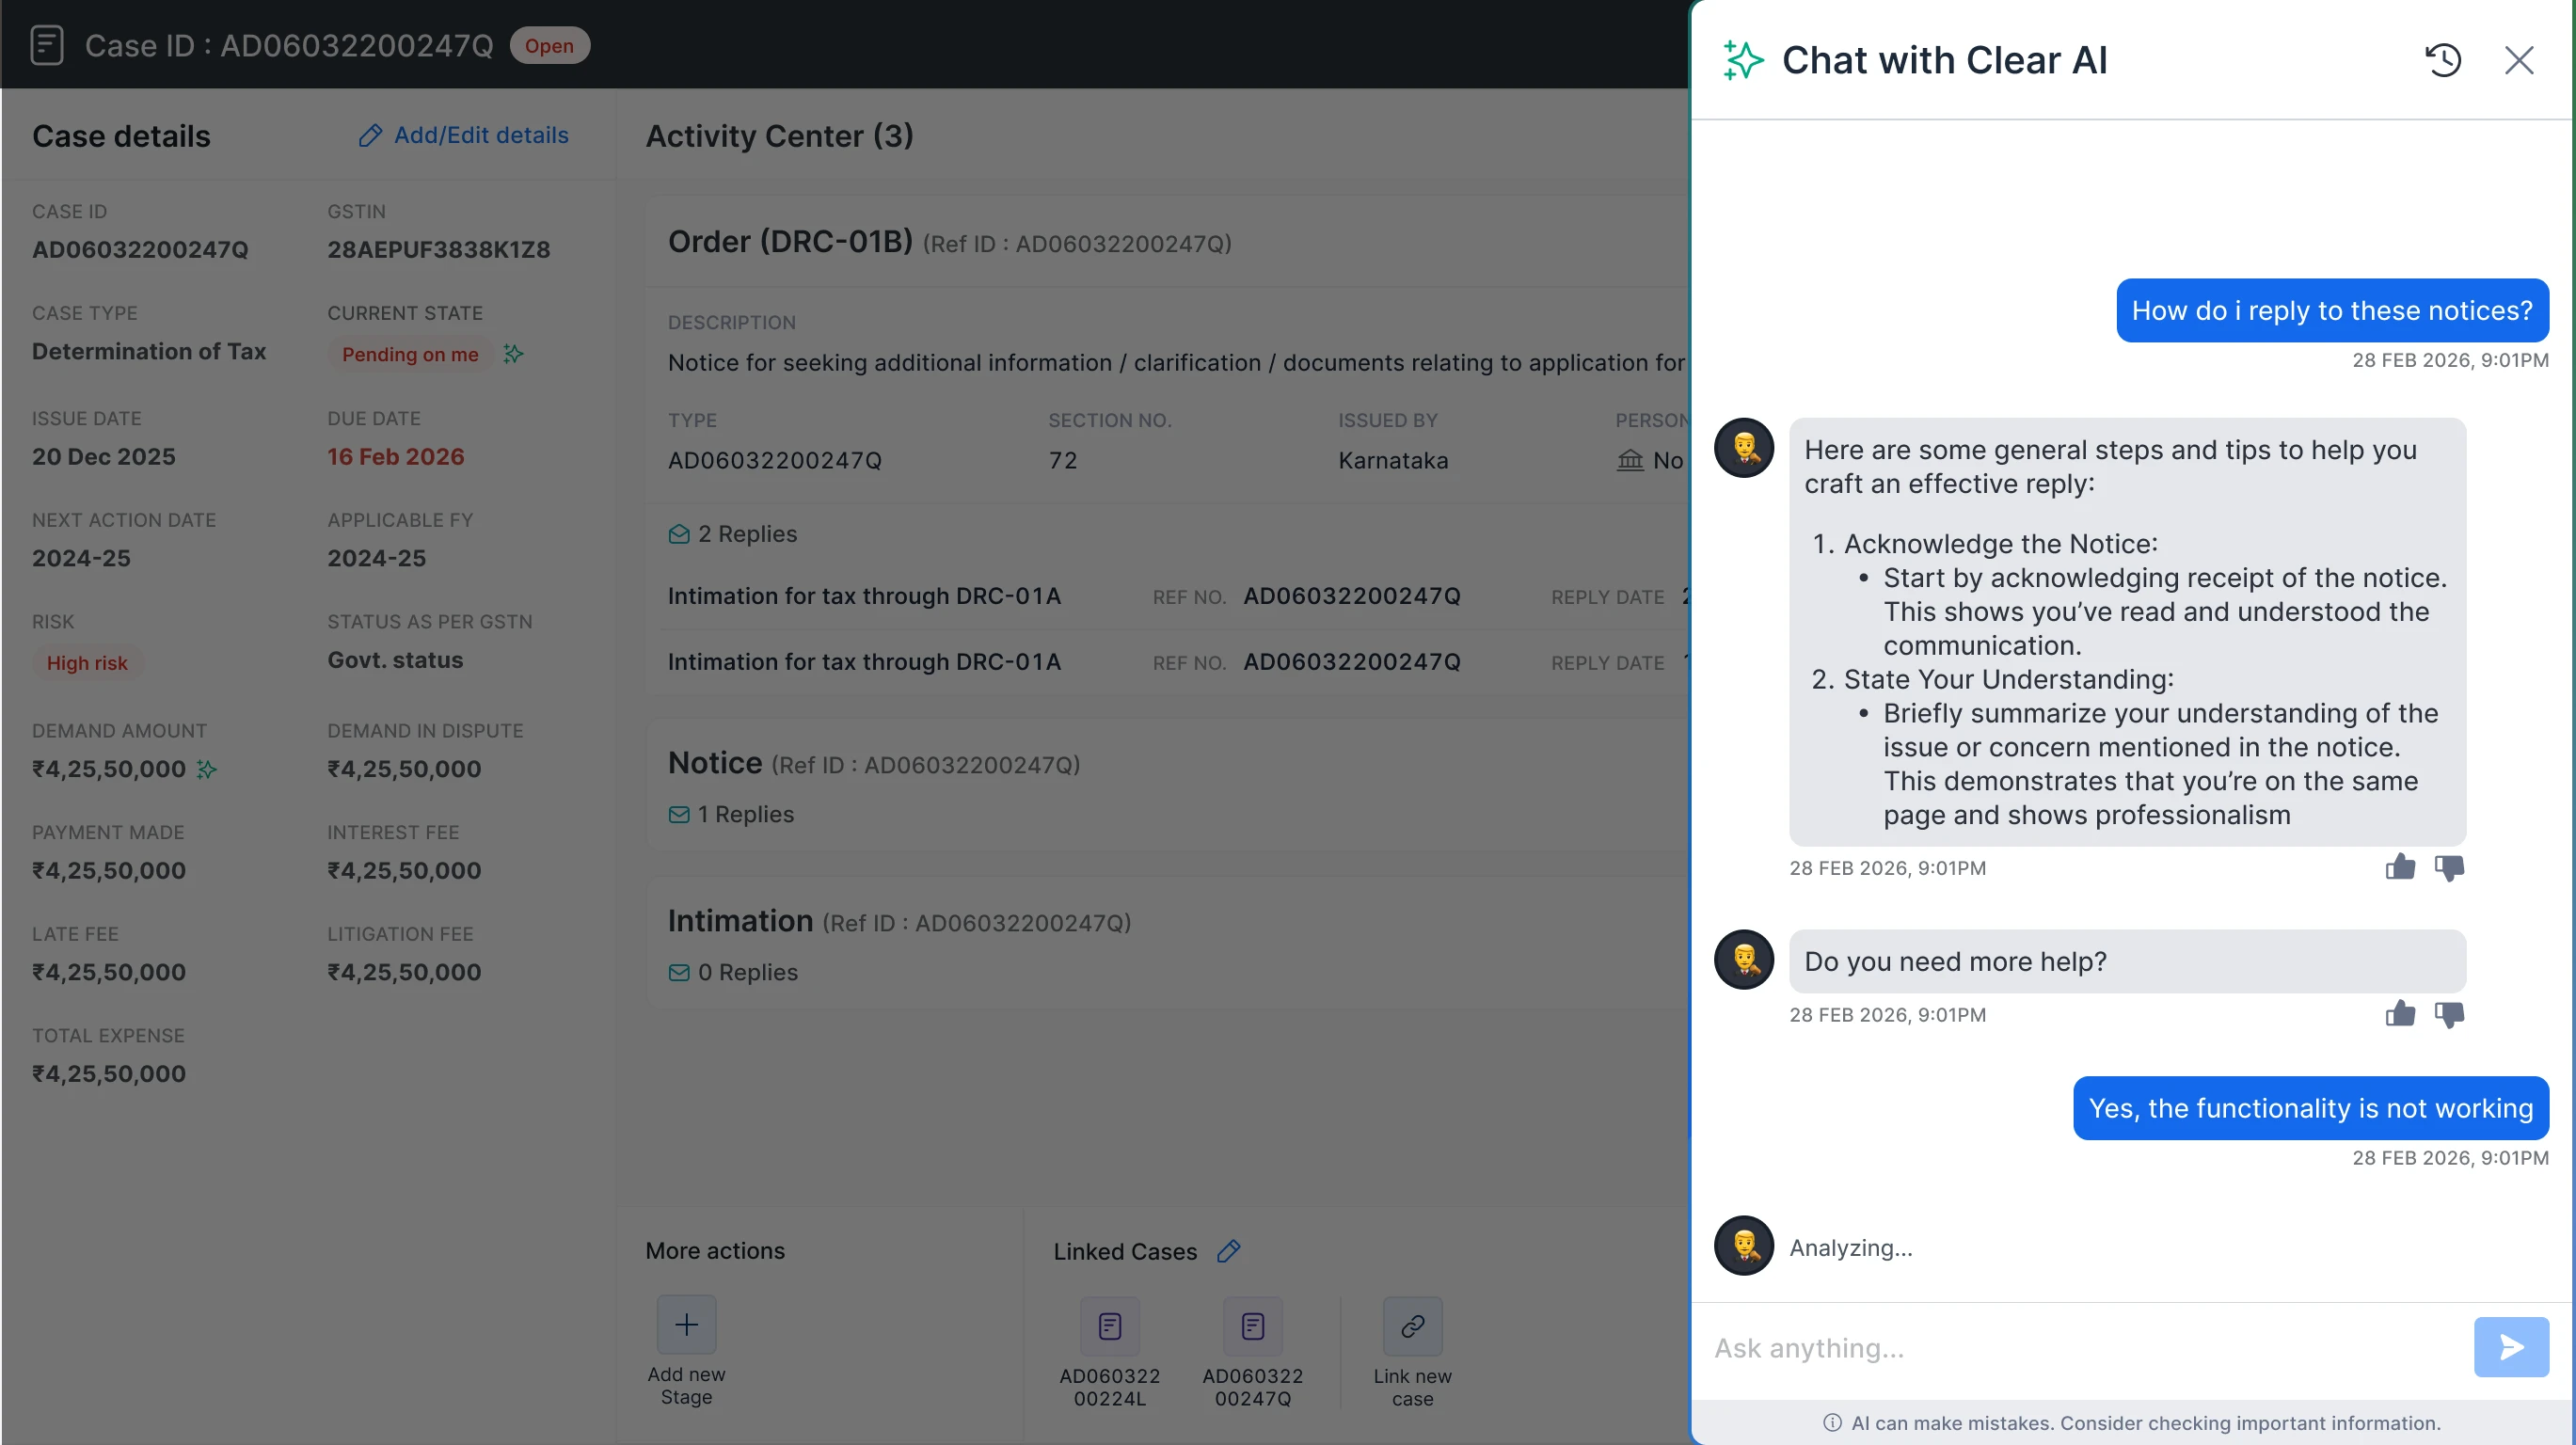 Case ID : AD06032200247Q
Open
Case details
Add/Edit details
CASE ID
AD06032200247Q
GSTIN
28AEPUF3838K1Z8
CASE TYPE
Determination of Tax
CURRENT STATE
Pending on me
ISSUE DATE
20 Dec 2025
DUE DATE
16 Feb 2026
NEXT ACTION DATE
2024-25
APPLICABLE FY
2024-25
RISK
High risk
STATUS AS PER GSTN
Govt. status
DEMAND AMOUNT
₹4,25,50,000
DEMAND IN DISPUTE
₹4,25,50,000
PAYMENT MADE
₹4,25,50,000
INTEREST FEE
₹4,25,50,000
LATE FEE
₹4,25,50,000
LITIGATION FEE
₹4,25,50,000
TOTAL EXPENSE
₹4,25,50,000
Activity Center (3)
Order (DRC-01B) (Ref ID : AD06032200247Q)
DESCRIPTION
Notice for seeking additional information / clarification / documents relating to application for
TYPE
AD06032200247Q
SECTION NO.
72
ISSUED BY
Karnataka
PERSON
No
2 Replies
Intimation for tax through DRC-01A REF NO. AD06032200247Q REPLY DATE
Intimation for tax through DRC-01A REF NO. AD06032200247Q REPLY DATE
Notice (Ref ID : AD06032200247Q)
1 Replies
Intimation (Ref ID : AD06032200247Q)
0 Replies
More actions
Add new
Stage
Linked Cases
AD060322
00224L
AD060322
00247Q
Link new
case
Chat with Clear AI
How do i reply to these notices?
28 FEB 2026, 9:01PM
Here are some general steps and tips to help you
craft an effective reply:
1. Acknowledge the Notice:
• Start by acknowledging receipt of the notice.
This shows you’ve read and understood the
communication.
2. State Your Understanding:
• Briefly summarize your understanding of the
issue or concern mentioned in the notice.
This demonstrates that you’re on the same
page and shows professionalism
28 FEB 2026, 9:01PM
Do you need more help?
28 FEB 2026, 9:01PM
Yes, the functionality is not working
28 FEB 2026, 9:01PM
Analyzing...
Ask anything...
AI can make mistakes. Consider checking important information.